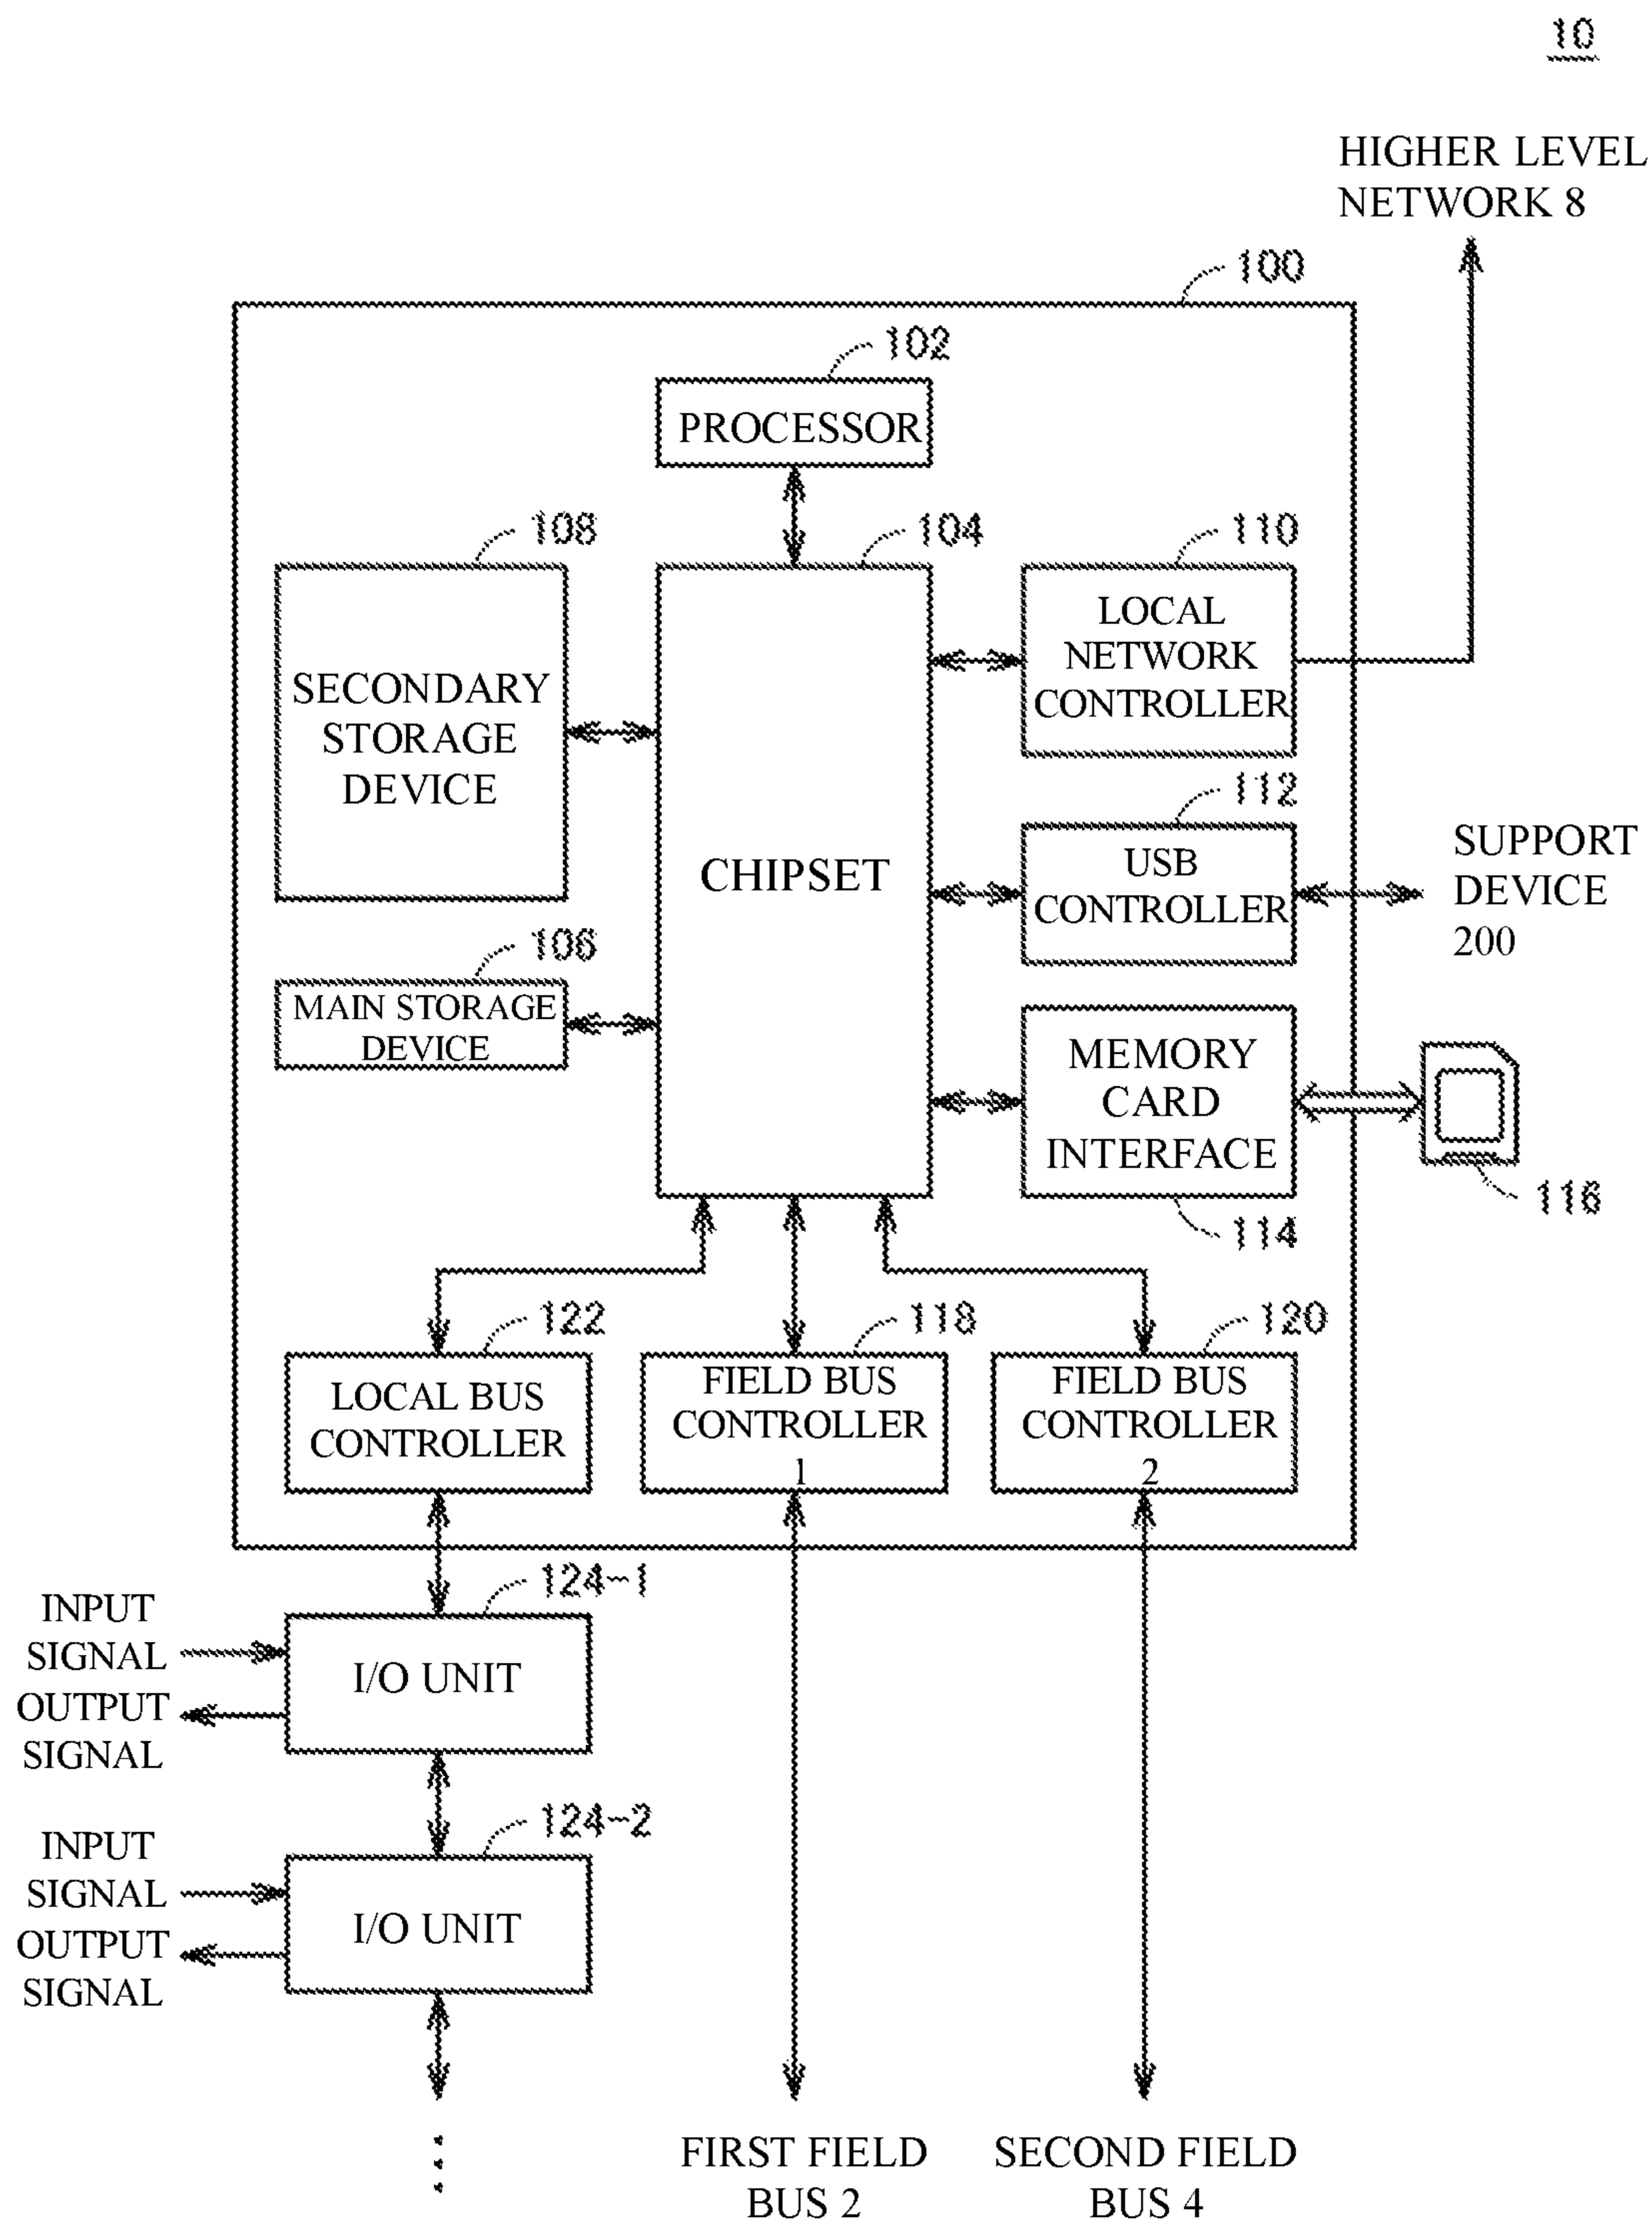 10
HIGHER LEVEL
NETWORK 8
100
102
PROCESSOR
108
104
110
SECONDARY
STORAGE
DEVICE
CHIPSET
LOCAL
NETWORK
CONTROLLER
112
USB
CONTROLLER
SUPPORT
DEVICE
200
106
MAIN STORAGE
DEVICE
MEMORY
CARD
INTERFACE
114
116
122
LOCAL BUS
CONTROLLER
118
FIELD BUS
CONTROLLER
1
120
FIELD BUS
CONTROLLER
2
124-1
INPUT
SIGNAL
OUTPUT
SIGNAL
I/O UNIT
124-2
INPUT
SIGNAL
OUTPUT
SIGNAL
I/O UNIT
FIRST FIELD
BUS 2
SECOND FIELD
BUS 4